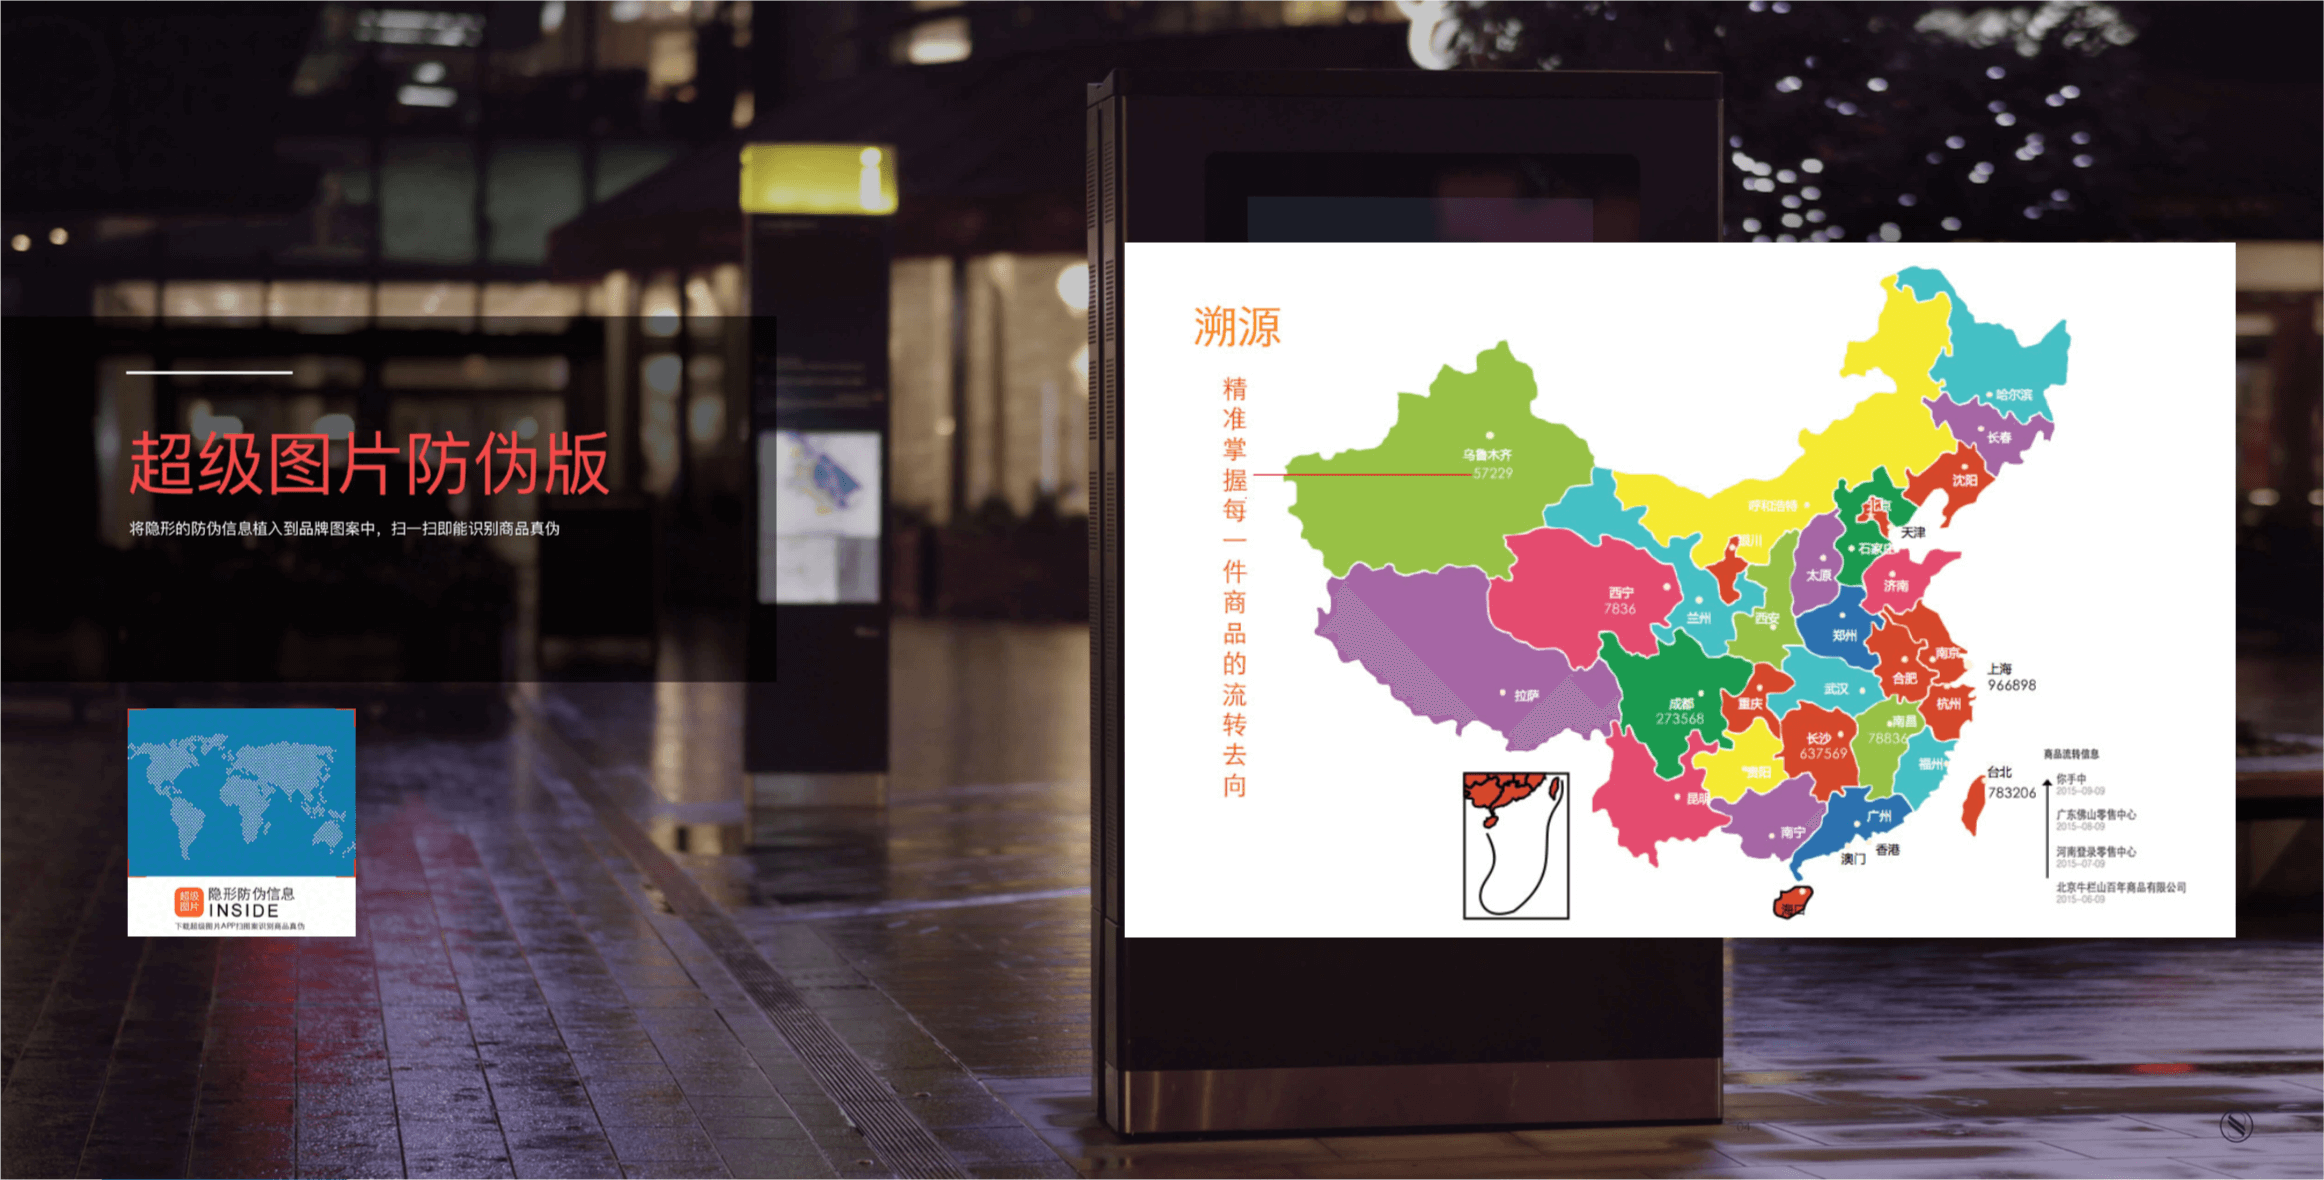 超级图片防伪版
将隐形的防伪信息植入到品牌图案中，扫一扫即能识别商品真伪
超级
图片
隐形防伪信息
INSIDE
下载超级图片APP扫图案识别商品真伪
溯源
精准掌握每一件商品的流转去向
哈尔滨
长春
乌鲁木齐
57229
沈阳
呼和浩特
北京
天津
银川
石家庄
太原
济南
西宁
7836
兰州
西安
郑州
南京
上海
966898
合肥
拉萨
武汉
成都
273568
重庆
杭州
南昌
78836
长沙
637569
福州
贵阳
台北
783206
昆明
广州
南宁
香港
澳门
海口
商品流转信息
你手中
2015-09-09
广东佛山零售中心
2015-08-09
河南登录零售中心
2015-07-09
北京牛栏山百年商品有限公司
2015-06-09
04